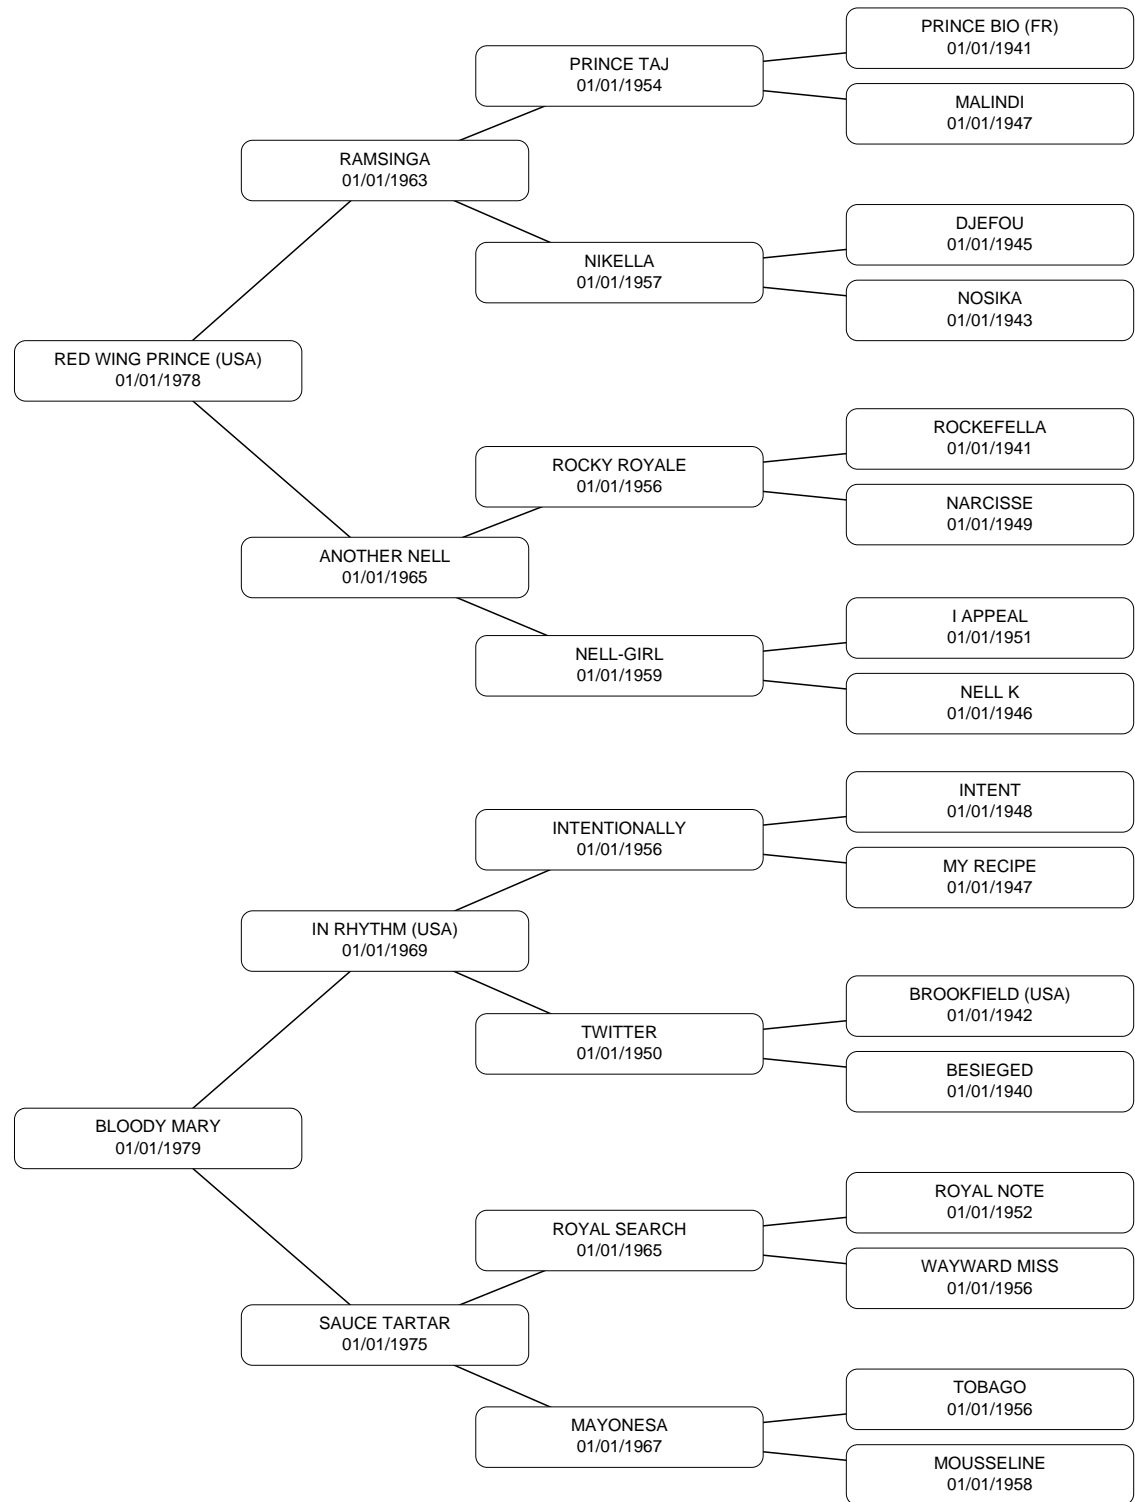 PRINCE BIO (FR)
01/01/1941
PRINCE TAJ
01/01/1954
MALINDI
01/01/1947
RAMSINGA
01/01/1963
DJEFOU
01/01/1945
NIKELLA
01/01/1957
NOSIKA
01/01/1943
RED WING PRINCE (USA)
01/01/1978
ROCKEFELLA
01/01/1941
ROCKY ROYALE
01/01/1956
NARCISSE
01/01/1949
ANOTHER NELL
01/01/1965
I APPEAL
01/01/1951
NELL-GIRL
01/01/1959
NELL K
01/01/1946
INTENT
01/01/1948
INTENTIONALLY
01/01/1956
MY RECIPE
01/01/1947
IN RHYTHM (USA)
01/01/1969
BROOKFIELD (USA)
01/01/1942
TWITTER
01/01/1950
BESIEGED
01/01/1940
BLOODY MARY
01/01/1979
ROYAL NOTE
01/01/1952
ROYAL SEARCH
01/01/1965
WAYWARD MISS
01/01/1956
SAUCE TARTAR
01/01/1975
TOBAGO
01/01/1956
MAYONESA
01/01/1967
MOUSSELINE
01/01/1958